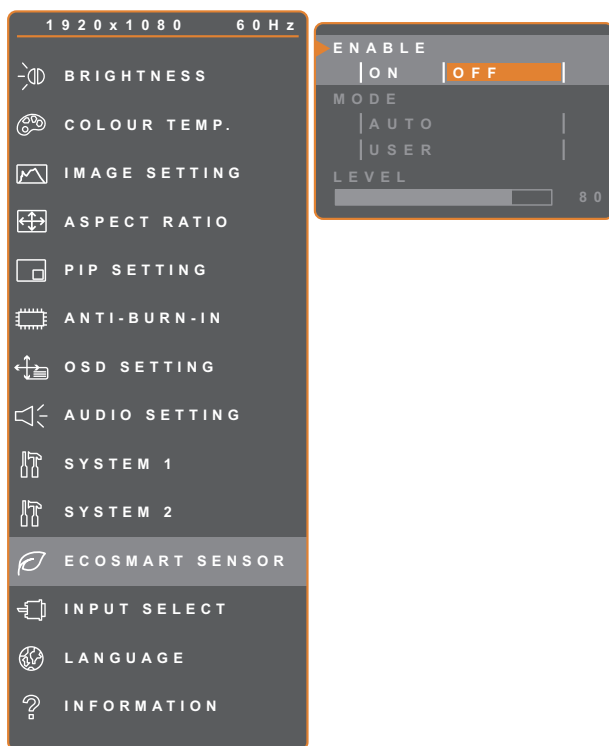 1920x1080 60Hz
BRIGHTNESS
COLOUR TEMP.
IMAGE SETTING
ASPECT RATIO
PIP SETTING
ANTI-BURN-IN
OSD SETTING
AUDIO SETTING
SYSTEM 1
SYSTEM 2
ECOSMART SENSOR
INPUT SELECT
LANGUAGE
INFORMATION
ENABLE
ON OFF
MODE
AUTO
USER
LEVEL
80